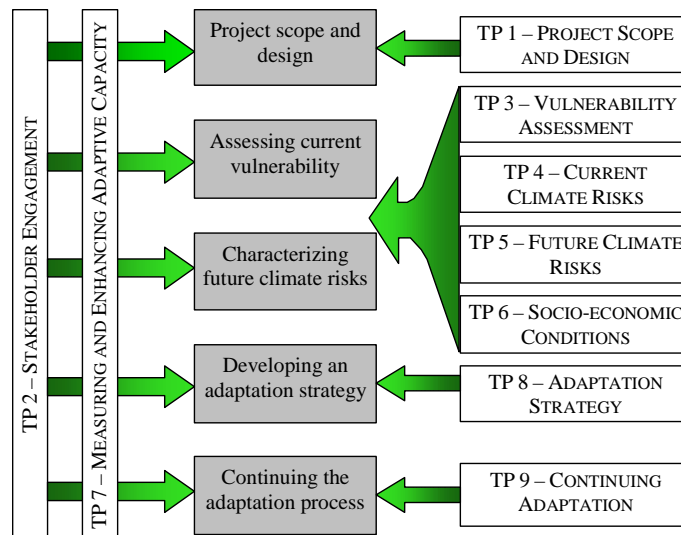 TP 2 – STAKEHOLDER ENGAGEMENT
TP 7 – MEASURING AND ENHANCING ADAPTIVE CAPACITY
Project scope and
design
Assessing current
vulnerability
Characterizing
future climate risks
Developing an
adaptation strategy
Continuing the
adaptation process
TP 1 – PROJECT SCOPE
AND DESIGN
TP 3 – VULNERABILITY
ASSESSMENT
TP 4 – CURRENT
CLIMATE RISKS
TP 5 – FUTURE CLIMATE
RISKS
TP 6 – SOCIO-ECONOMIC
CONDITIONS
TP 8 – ADAPTATION
STRATEGY
TP 9 – CONTINUING
ADAPTATION